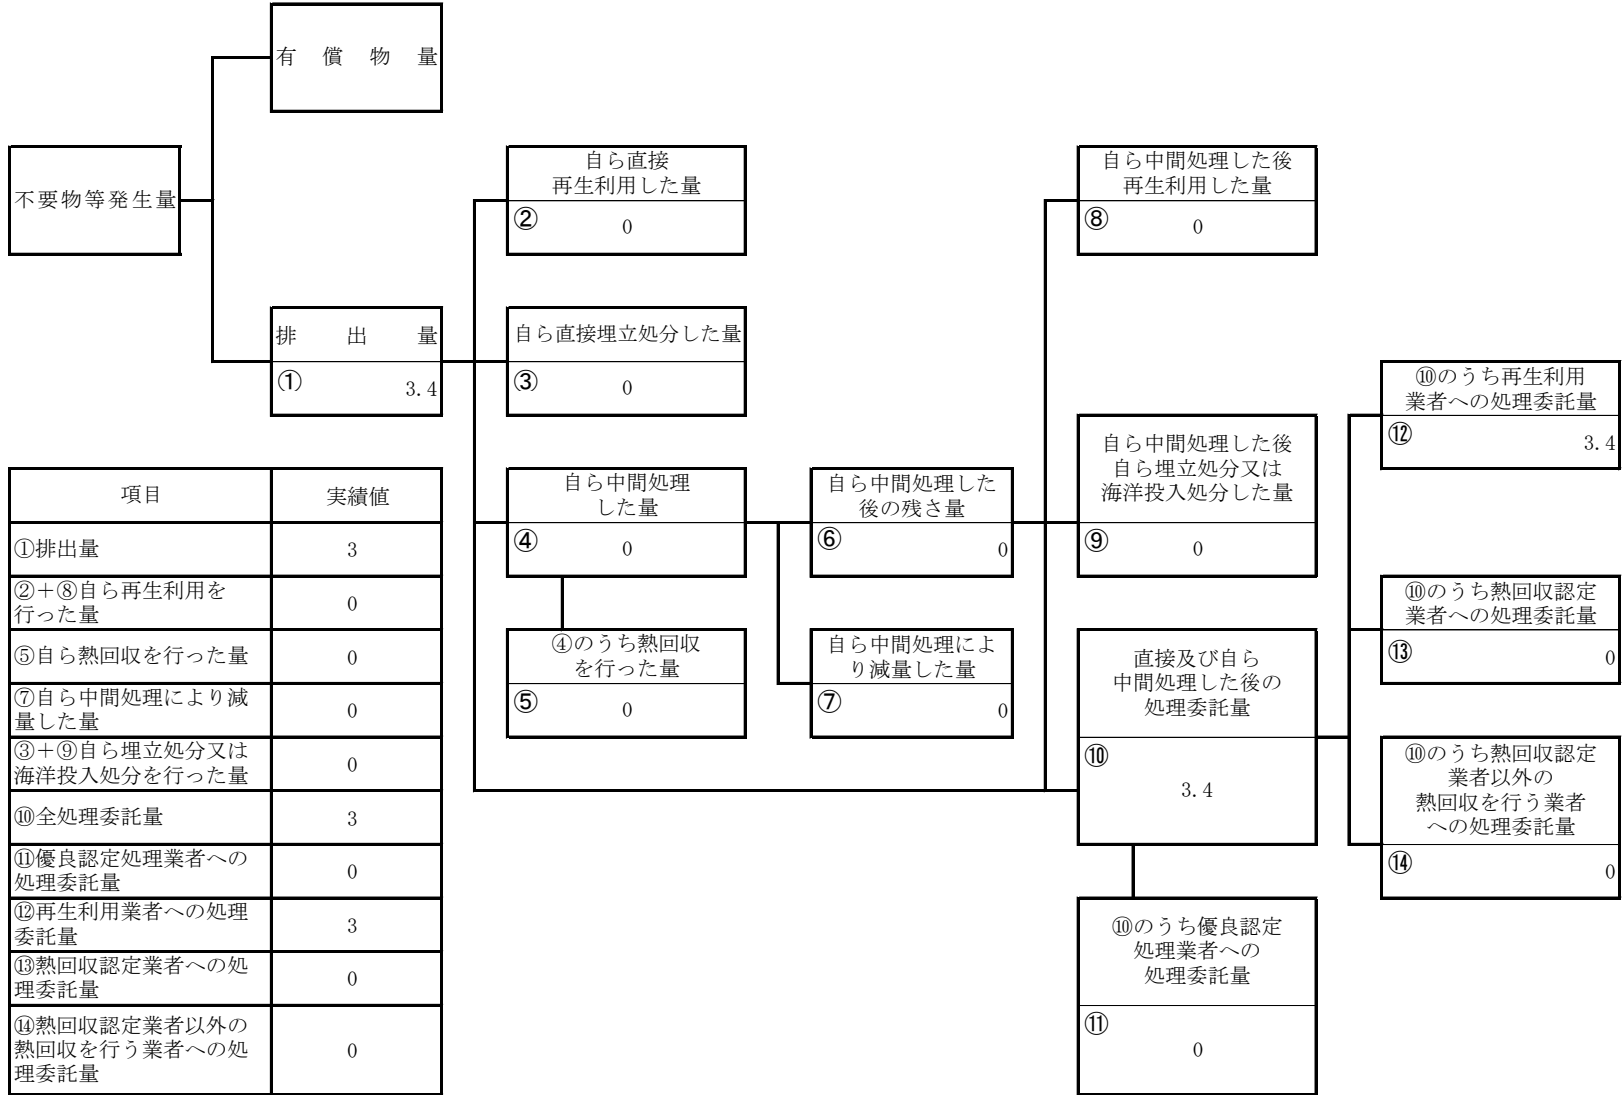 有償物量
不要物等発生量
排出量
①
3.4
自ら直接
再生利用した量
②
0
自ら直接埋立処分した量
③
0
自ら中間処理
した量
④
0
④のうち熱回収
を行った量
⑤
0
自ら中間処理した
後の残さ量
⑥
0
自ら中間処理によ
り減量した量
⑦
0
自ら中間処理した後
再生利用した量
⑧
0
自ら中間処理した後
自ら埋立処分又は
海洋投入処分した量
⑨
0
直接及び自ら
中間処理した後の
処理委託量
⑩
3.4
⑩のうち優良認定
処理業者への
処理委託量
⑪
0
⑩のうち再生利用
業者への処理委託量
⑫
3.4
⑩のうち熱回収認定
業者への処理委託量
⑬
0
⑩のうち熱回収認定
業者以外の
熱回収を行う業者
への処理委託量
⑭
0
項目 実績値
①排出量 3
②＋⑧自ら再生利用を
行った量 0
⑤自ら熱回収を行った量 0
⑦自ら中間処理により減
量した量 0
③＋⑨自ら埋立処分又は
海洋投入処分を行った量 0
⑩全処理委託量 3
⑪優良認定処理業者への
処理委託量 0
⑫再生利用業者への処理
委託量 3
⑬熱回収認定業者への処
理委託量 0
⑭熱回収認定業者以外の
熱回収を行う業者への処
理委託量 0